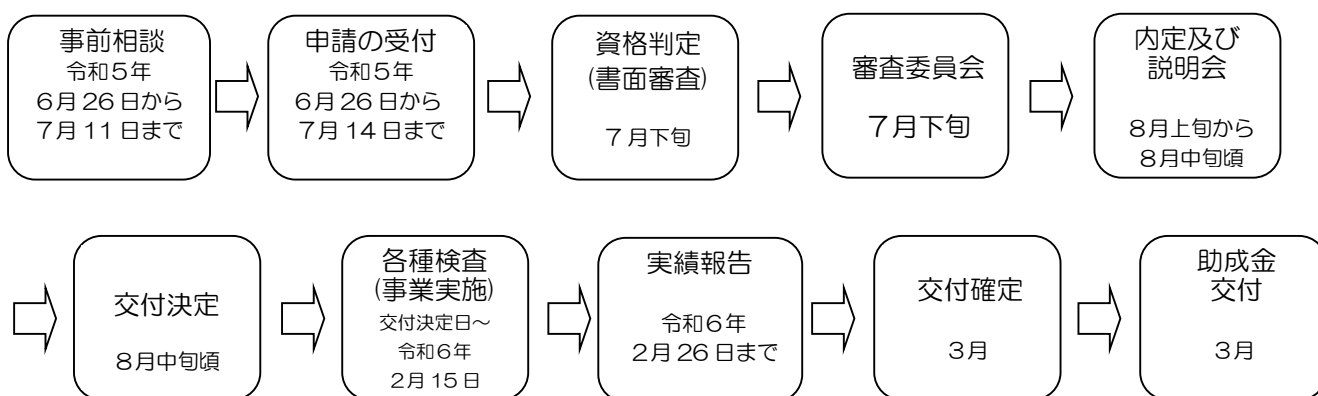 事前相談
令和５年
６月26日から
７月11日まで
申請の受付
令和５年
６月26日から
７月14日まで
資格判定
(書面審査)
７月下旬
審査委員会
７月下旬
内定及び
説明会
８月上旬から
８月中旬頃
交付決定
８月中旬頃
各種検査
(事業実施)
交付決定日～
令和６年
２月15日
実績報告
令和６年
２月26日まで
交付確定
３月
助成金
交付
３月